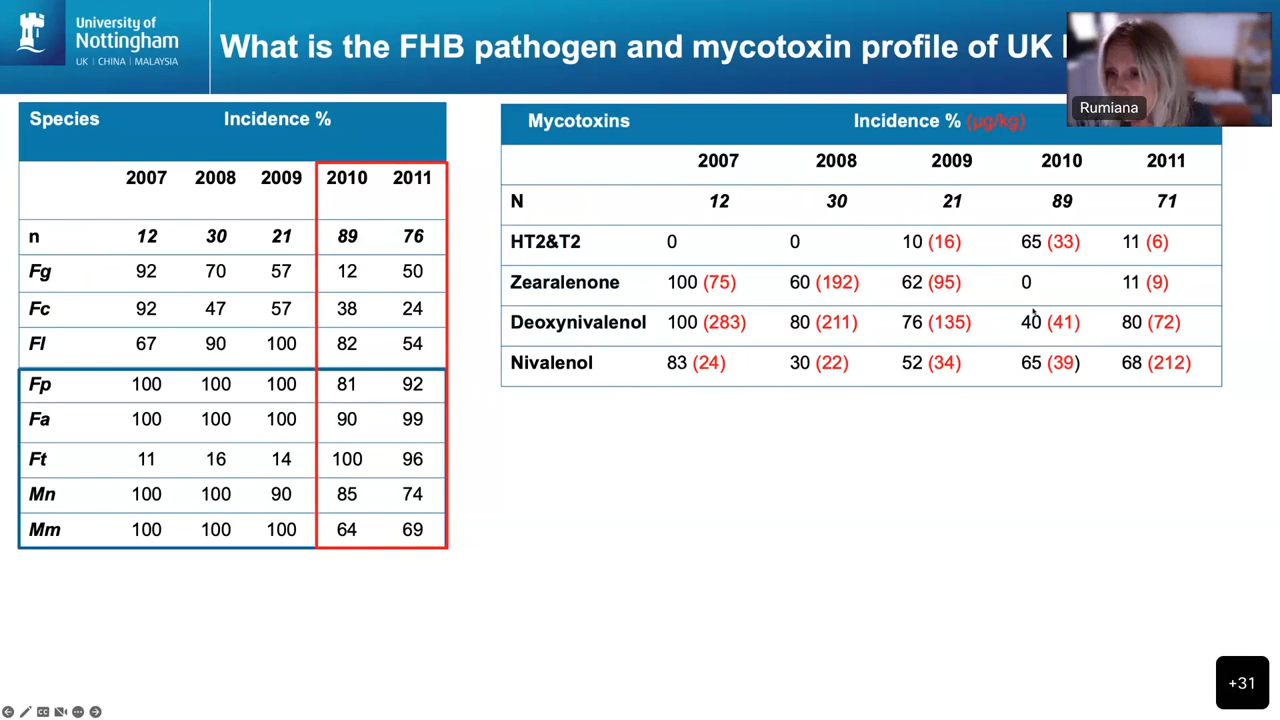 University of
Nottingham
UK | CHINA | MALAYSIA
What is the FHB pathogen and mycotoxin profile of UK
Rumiana
Species Incidence %
2007 2008 2009 2010 2011
n 12 30 21 89 76
Fg 92 70 57 12 50
Fc 92 47 57 38 24
Fl 67 90 100 82 54
Fp 100 100 100 81 92
Fa 100 100 100 90 99
Ft 11 16 14 100 96
Mn 100 100 90 85 74
Mm 100 100 100 64 69
Mycotoxins Incidence % (µg/kg)
2007 2008 2009 2010 2011
N 12 30 21 89 71
HT2&T2 0 0 10 (16) 65 (33) 11 (6)
Zearalenone 100 (75) 60 (192) 62 (95) 0 11 (9)
Deoxynivalenol 100 (283) 80 (211) 76 (135) 40 (41) 80 (72)
Nivalenol 83 (24) 30 (22) 52 (34) 65 (39) 68 (212)
+31